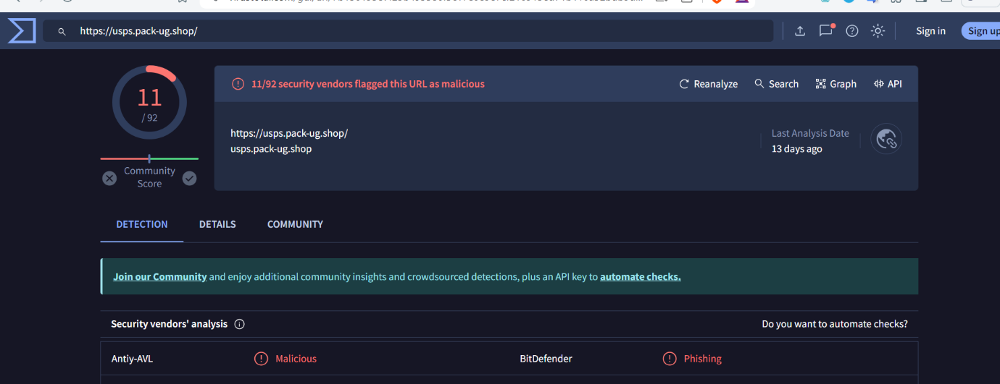 https://usps.pack-ug.shop/
Sign in
Sign up
11
/ 92
Community
Score
11/92 security vendors flagged this URL as malicious
Reanalyze
Search
Graph
API
https://usps.pack-ug.shop/
usps.pack-ug.shop
Last Analysis Date
13 days ago
DETECTION
DETAILS
COMMUNITY
Join our Community and enjoy additional community insights and crowdsourced detections, plus an API key to automate checks.
Security vendors' analysis
Do you want to automate checks?
Antiy-AVL
Malicious
BitDefender
Phishing